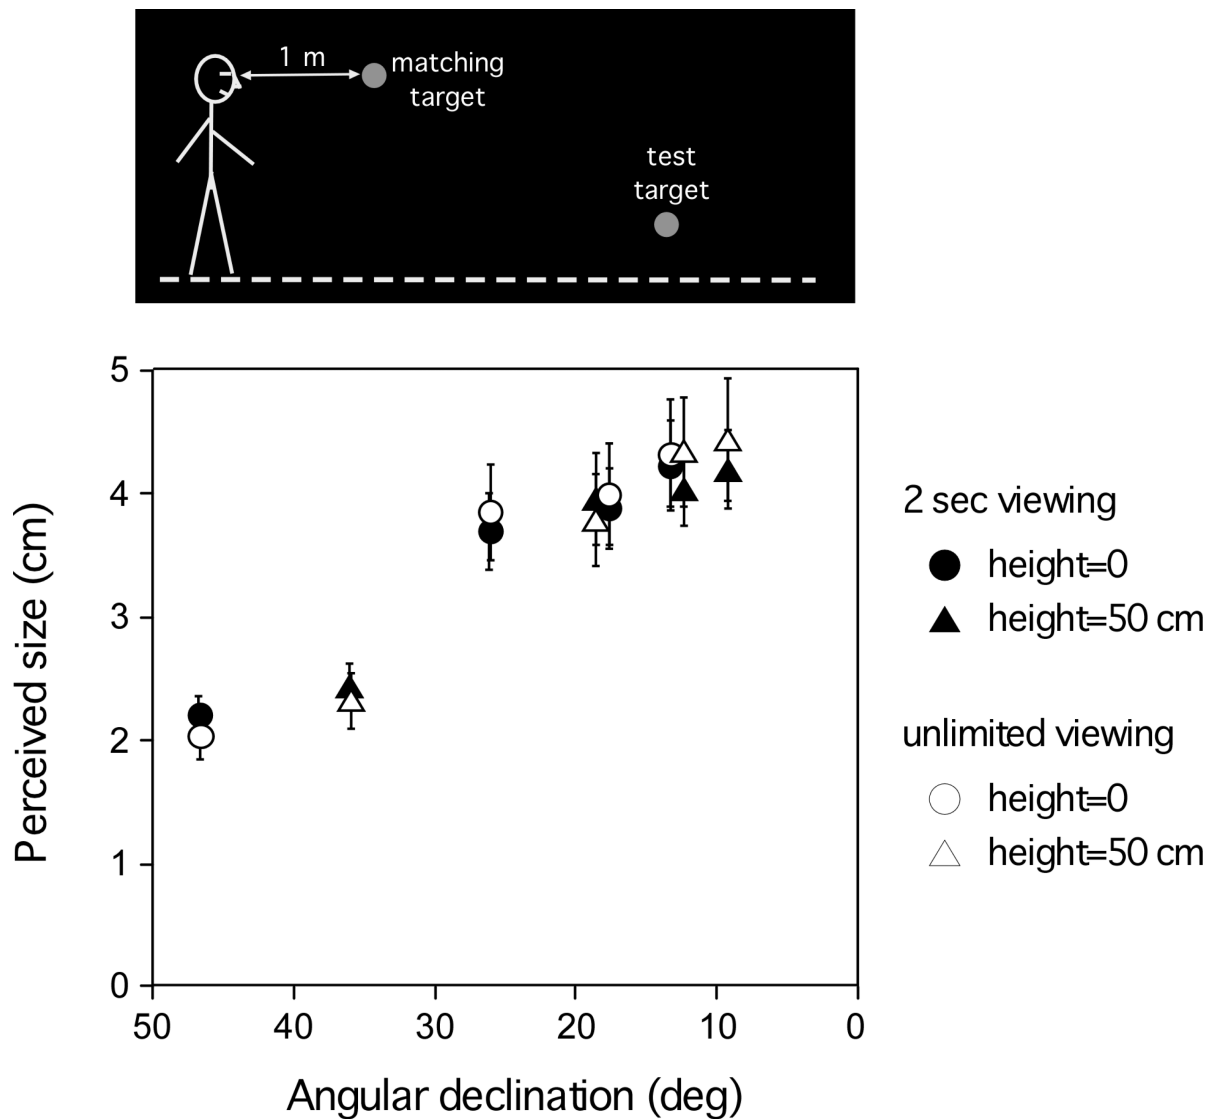 1 m
matching
target
test
target
5
4
3
2
1
0
Perceived size (cm)
50 40 30 20 10 0
Angular declination (deg)
2 sec viewing
height=0
height=50 cm
unlimited viewing
height=0
height=50 cm